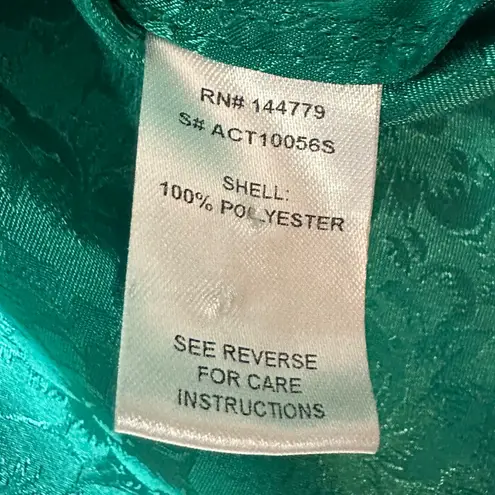 RN# 144779
S# ACT10056S
SHELL:
100% POLYESTER
SEE REVERSE
FOR CARE
INSTRUCTIONS